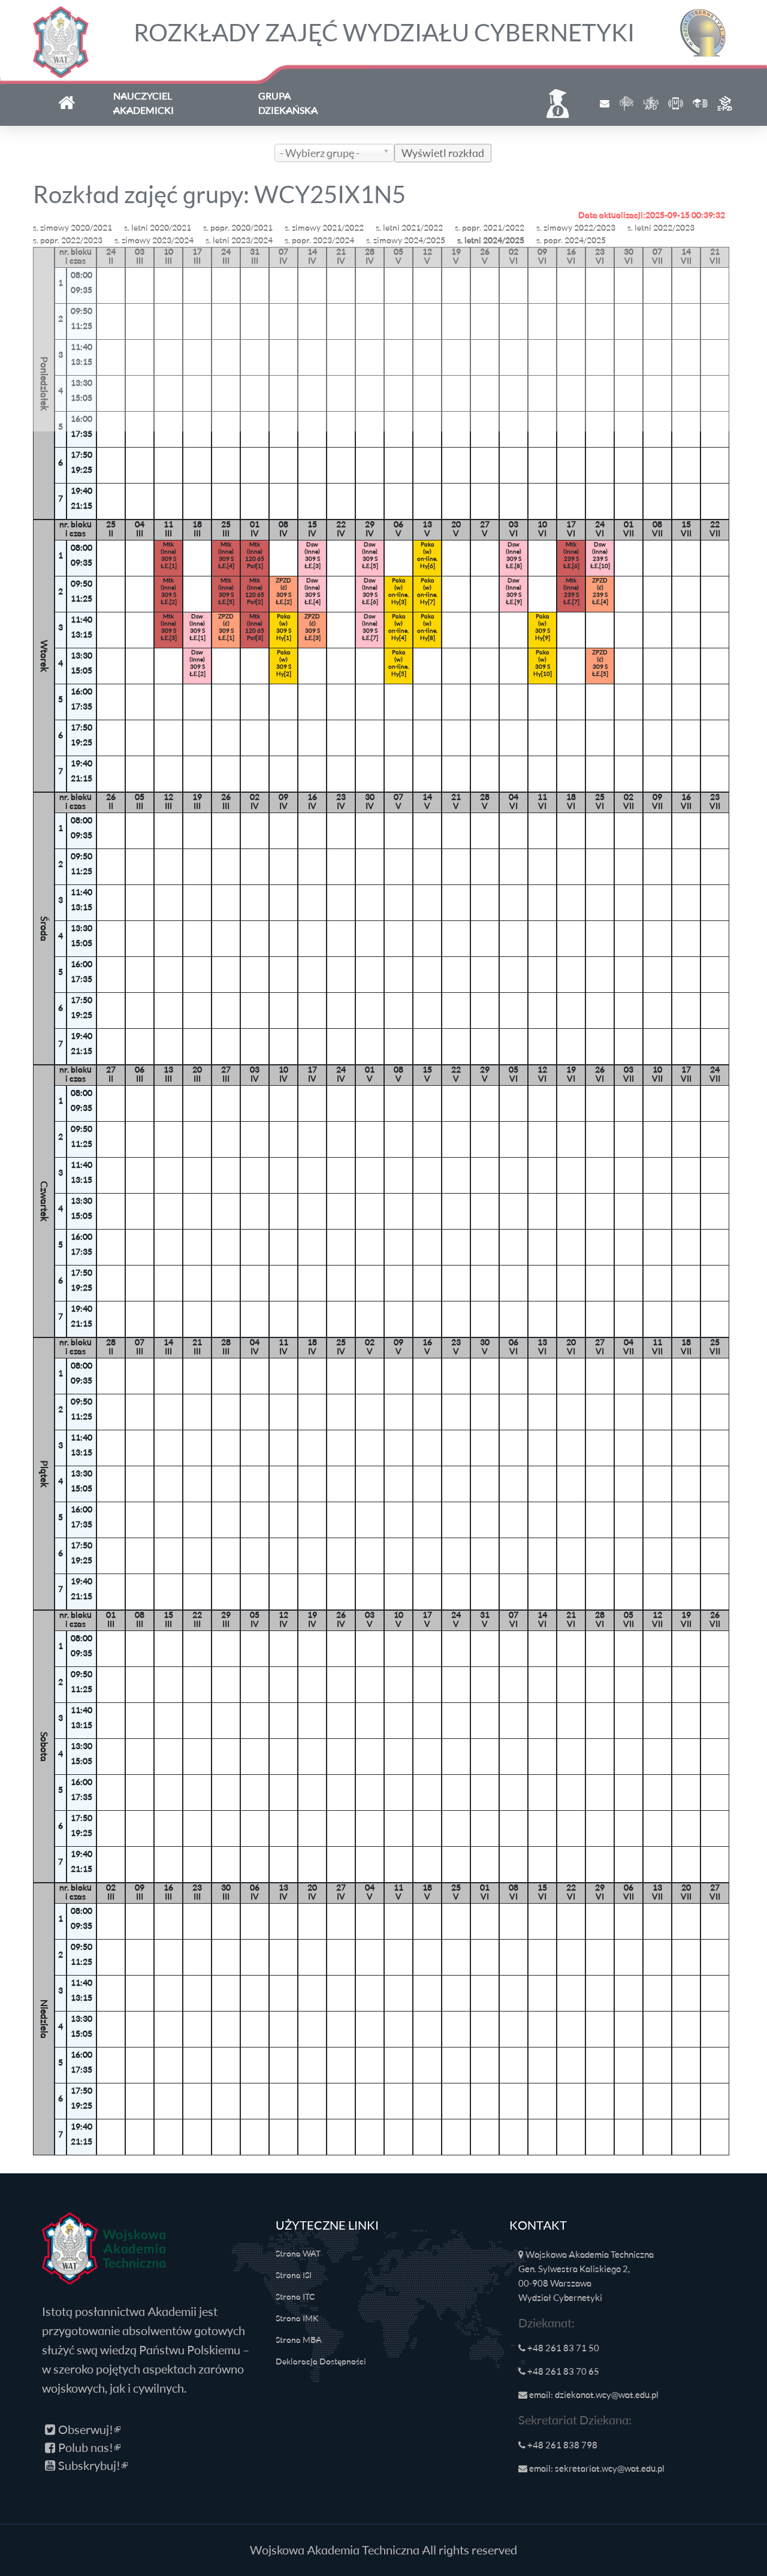 ROZKŁADY ZAJĘĆ WYDZIAŁU CYBERNETYKI
NAUCZYCIEL AKADEMICKI
GRUPA DZIEKAŃSKA
- Wybierz grupę -
Wyświetl rozkład
Rozkład zajęć grupy: WCY25IX1N5
Data aktualizacji:2025-09-15 00:39:32
s. zimowy 2020/2021 s. letni 2020/2021 s. popr. 2020/2021 s. zimowy 2021/2022 s. letni 2021/2022 s. popr. 2021/2022 s. zimowy 2022/2023 s. letni 2022/2023
s. popr. 2022/2023 s. zimowy 2023/2024 s. letni 2023/2024 s. popr. 2023/2024 s. zimowy 2024/2025 s. letni 2024/2025 s. popr. 2024/2025
Poniedziałek
nr. bloku i czas 24 II 03 III 10 III 17 III 24 III 31 III 07 IV 14 IV 21 IV 28 IV 05 V 12 V 19 V 26 V 02 VI 09 VI 16 VI 23 VI 30 VI 07 VII 14 VII 21 VII
1 08:00 09:35
2 09:50 11:25
3 11:40 13:15
4 13:30 15:05
5 16:00 17:35
6 17:50 19:25
7 19:40 21:15
Wtorek
nr. bloku i czas 25 II 04 III 11 III 18 III 25 III 01 IV 08 IV 15 IV 22 IV 29 IV 06 V 13 V 20 V 27 V 03 VI 10 VI 17 VI 24 VI 01 VII 08 VII 15 VII 22 VII
1 08:00 09:35 Mtk (inne) 309 S Ł.E.[1] Mtk (inne) 309 S Ł.E.[4] Mtk (inne) 120 65 Pof[1] Dsw (inne) 309 S Ł.E.[3] Dsw (inne) 309 S Ł.E.[5] Poka (w) on-line. Hy[6] Dsw (inne) 309 S Ł.E.[8] Mtk (inne) 239 S Ł.E.[6] Dsw (inne) 239 S Ł.E.[10]
2 09:50 11:25 Mtk (inne) 309 S Ł.E.[2] Mtk (inne) 309 S Ł.E.[5] Mtk (inne) 120 65 Pof[2] ZPZD (ć) 309 S Ł.E.[2] Dsw (inne) 309 S Ł.E.[4] Dsw (inne) 309 S Ł.E.[6] Poka (w) on-line. Hy[3] Poka (w) on-line. Hy[7] Dsw (inne) 309 S Ł.E.[9] Mtk (inne) 239 S Ł.E.[7] ZPZD (ć) 239 S Ł.E.[4]
3 11:40 13:15 Mtk (inne) 309 S Ł.E.[3] Dsw (inne) 309 S Ł.E.[1] ZPZD (ć) 309 S Ł.E.[1] Mtk (inne) 120 65 Pof[3] Poka (w) 309 S Hy[1] ZPZD (ć) 309 S Ł.E.[3] Dsw (inne) 309 S Ł.E.[7] Poka (w) on-line. Hy[4] Poka (w) on-line. Hy[8] Poka (w) 309 S Hy[9]
4 13:30 15:05 Dsw (inne) 309 S Ł.E.[2] Poka (w) 309 S Hy[2] Poka (w) on-line. Hy[5] Poka (w) 309 S Hy[10] ZPZD (ć) 309 S Ł.E.[5]
5 16:00 17:35
6 17:50 19:25
7 19:40 21:15
Środa
nr. bloku i czas 26 II 05 III 12 III 19 III 26 III 02 IV 09 IV 16 IV 23 IV 30 IV 07 V 14 V 21 V 28 V 04 VI 11 VI 18 VI 25 VI 02 VII 09 VII 16 VII 23 VII
1 08:00 09:35
2 09:50 11:25
3 11:40 13:15
4 13:30 15:05
5 16:00 17:35
6 17:50 19:25
7 19:40 21:15
Czwartek
nr. bloku i czas 27 II 06 III 13 III 20 III 27 III 03 IV 10 IV 17 IV 24 IV 01 V 08 V 15 V 22 V 29 V 05 VI 12 VI 19 VI 26 VI 03 VII 10 VII 17 VII 24 VII
1 08:00 09:35
2 09:50 11:25
3 11:40 13:15
4 13:30 15:05
5 16:00 17:35
6 17:50 19:25
7 19:40 21:15
Piątek
nr. bloku i czas 28 II 07 III 14 III 21 III 28 III 04 IV 11 IV 18 IV 25 IV 02 V 09 V 16 V 23 V 30 V 06 VI 13 VI 20 VI 27 VI 04 VII 11 VII 18 VII 25 VII
1 08:00 09:35
2 09:50 11:25
3 11:40 13:15
4 13:30 15:05
5 16:00 17:35
6 17:50 19:25
7 19:40 21:15
Sobota
nr. bloku i czas 01 III 08 III 15 III 22 III 29 III 05 IV 12 IV 19 IV 26 IV 03 V 10 V 17 V 24 V 31 V 07 VI 14 VI 21 VI 28 VI 05 VII 12 VII 19 VII 26 VII
1 08:00 09:35
2 09:50 11:25
3 11:40 13:15
4 13:30 15:05
5 16:00 17:35
6 17:50 19:25
7 19:40 21:15
Niedziela
nr. bloku i czas 02 III 09 III 16 III 23 III 30 III 06 IV 13 IV 20 IV 27 IV 04 V 11 V 18 V 25 V 01 VI 08 VI 15 VI 22 VI 29 VI 06 VII 13 VII 20 VII 27 VII
1 08:00 09:35
2 09:50 11:25
3 11:40 13:15
4 13:30 15:05
5 16:00 17:35
6 17:50 19:25
7 19:40 21:15
WAT
Wojskowa
Akademia
Techniczna
Istotą posłannictwa Akademii jest
przygotowanie absolwentów gotowych
służyć swą wiedzą Państwu Polskiemu –
w szeroko pojętych aspektach zarówno
wojskowych, jak i cywilnych.
Obserwuj!
Polub nas!
Subskrybuj!
UŻYTECZNE LINKI
Strona WAT
Strona ISI
Strona ITC
Strona IMK
Strona MBA
Deklaracja Dostępności
KONTAKT
Wojskowa Akademia Techniczna
Gen. Sylwestra Kaliskiego 2,
00-908 Warszawa
Wydział Cybernetyki
Dziekanat:
+48 261 83 71 50
+48 261 83 70 65
email: dziekanat.wcy@wat.edu.pl
Sekretariat Dziekana:
+48 261 838 798
email: sekretariat.wcy@wat.edu.pl
Wojskowa Akademia Techniczna All rights reserved